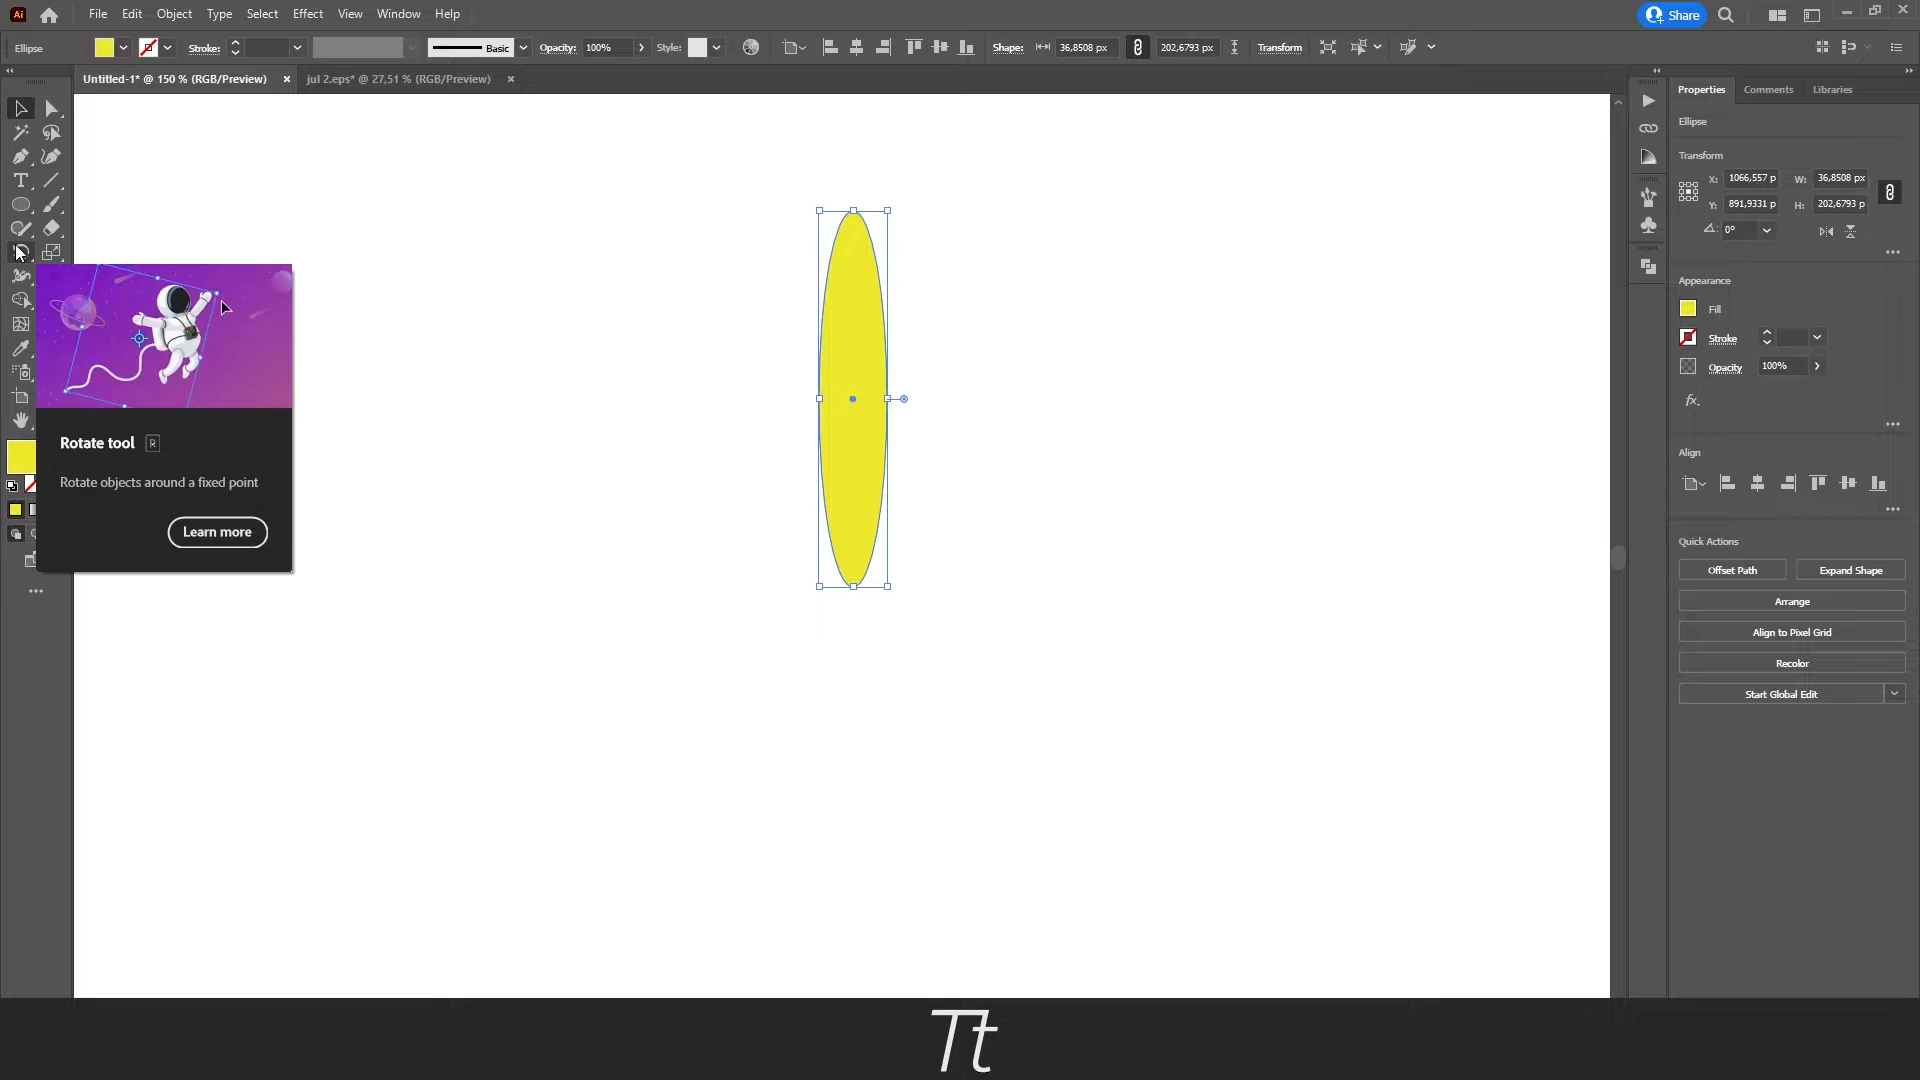 Ai File Edit Object Type Select Effect View Window Help Share
Ellipse Stroke: Basic Opacity: 100% Style: Shape: 36,8508 px 202,6793 px Transform
Untitled-1* @ 150 % (RGB/Preview) × jul 2.eps* @ 27,51 % (RGB/Preview) ×
Properties Comments Libraries
Ellipse
Transform
X: 1066,557 p W: 36,8508 px
Y: 891,9331 p H: 202,6793 p
0°
Appearance
Fill
Stroke
Opacity 100%
fx.
Align
Quick Actions
Offset Path Expand Shape
Arrange
Align to Pixel Grid
Recolor
Start Global Edit
T
Rotate tool R
Rotate objects around a fixed point
Learn more
Tt